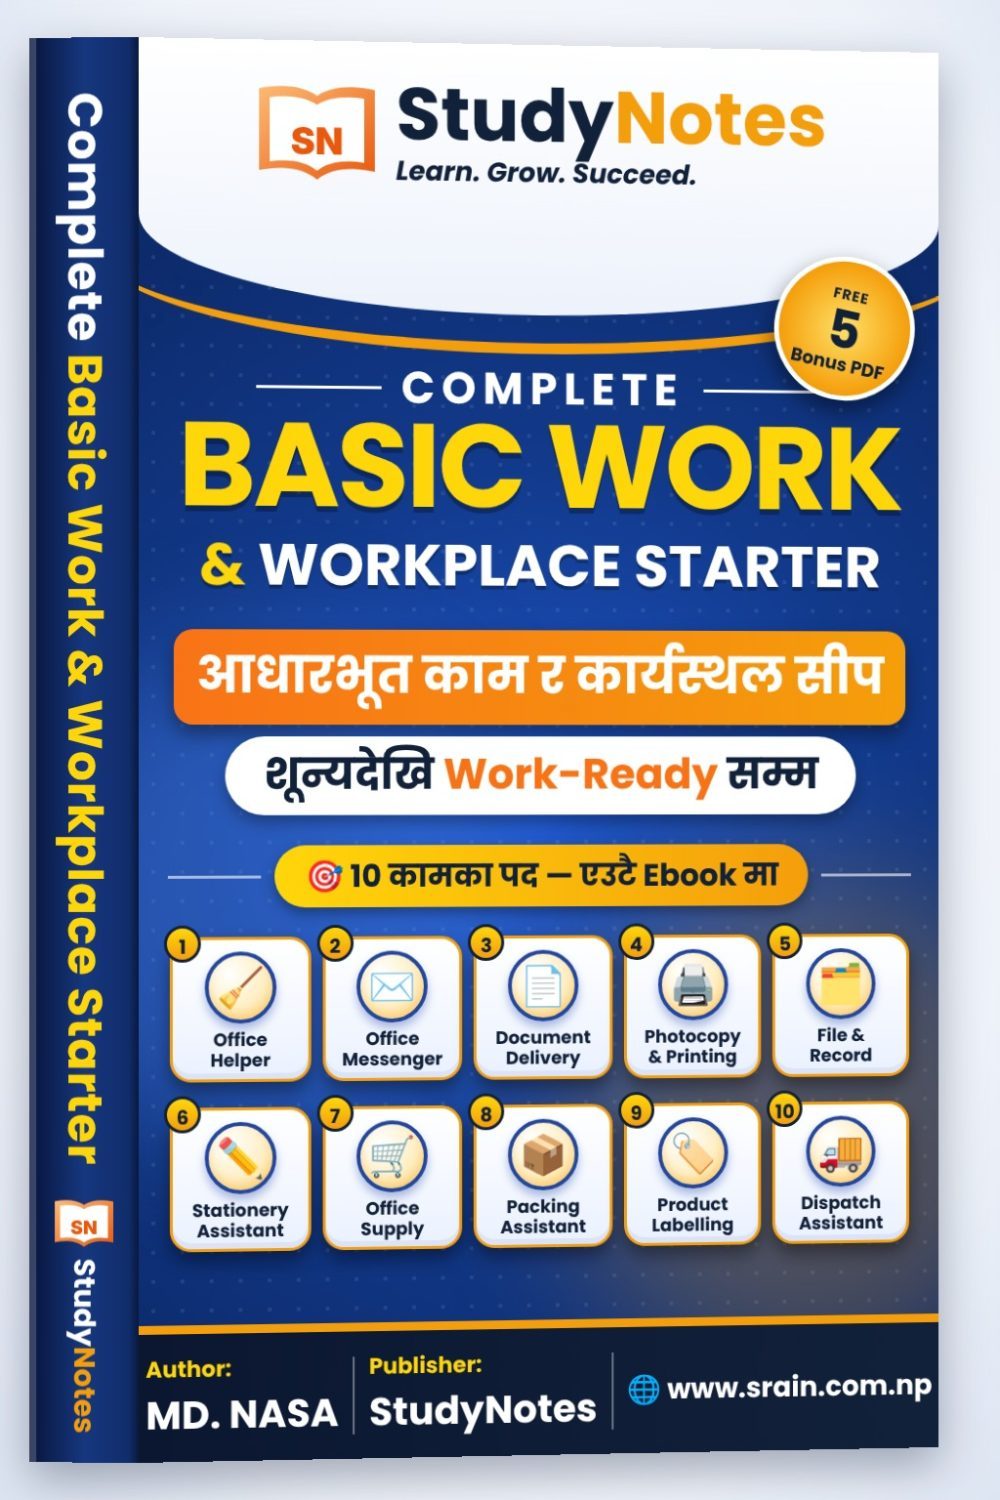 Complete Basic Work & Workplace Starter
SN
StudyNotes
SN
StudyNotes
Learn. Grow. Succeed.
FREE
5
Bonus PDF
COMPLETE
BASIC WORK
& WORKPLACE STARTER
आधारभूत काम र कार्यस्थल सीप
शून्यदेखि Work-Ready सम्म
10 कामका पद — एउटै Ebook मा
1
Office
Helper
2
Office
Messenger
3
Document
Delivery
4
Photocopy
& Printing
5
File &
Record
6
Stationery
Assistant
7
Office
Supply
8
Packing
Assistant
9
Product
Labelling
10
Dispatch
Assistant
Author:
MD. NASA
Publisher:
StudyNotes
www.srain.com.np